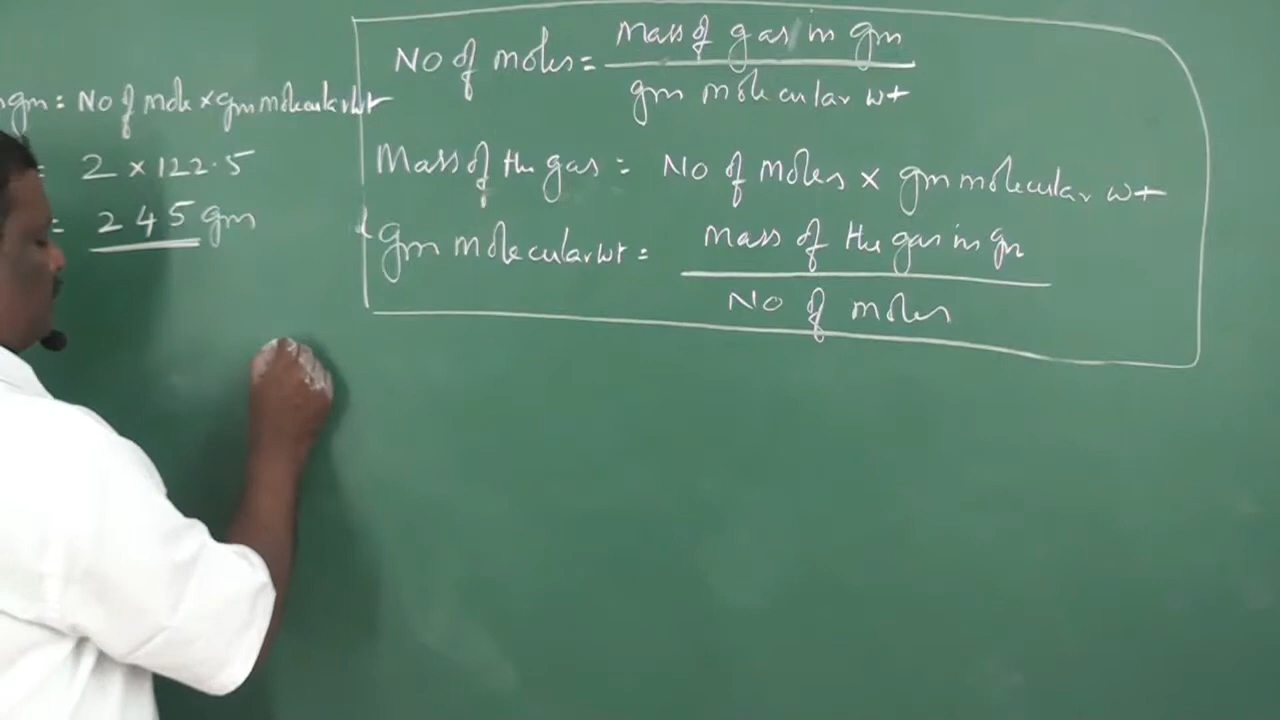 gm = No of mole × gm molecular wt
= 2 × 122.5
= 245 gm
No of moles = mass of gas in gm
gm molecular wt
Mass of the gas = No of moles × gm molecular wt
gm molecular wt = mass of the gas in gm
No of moles